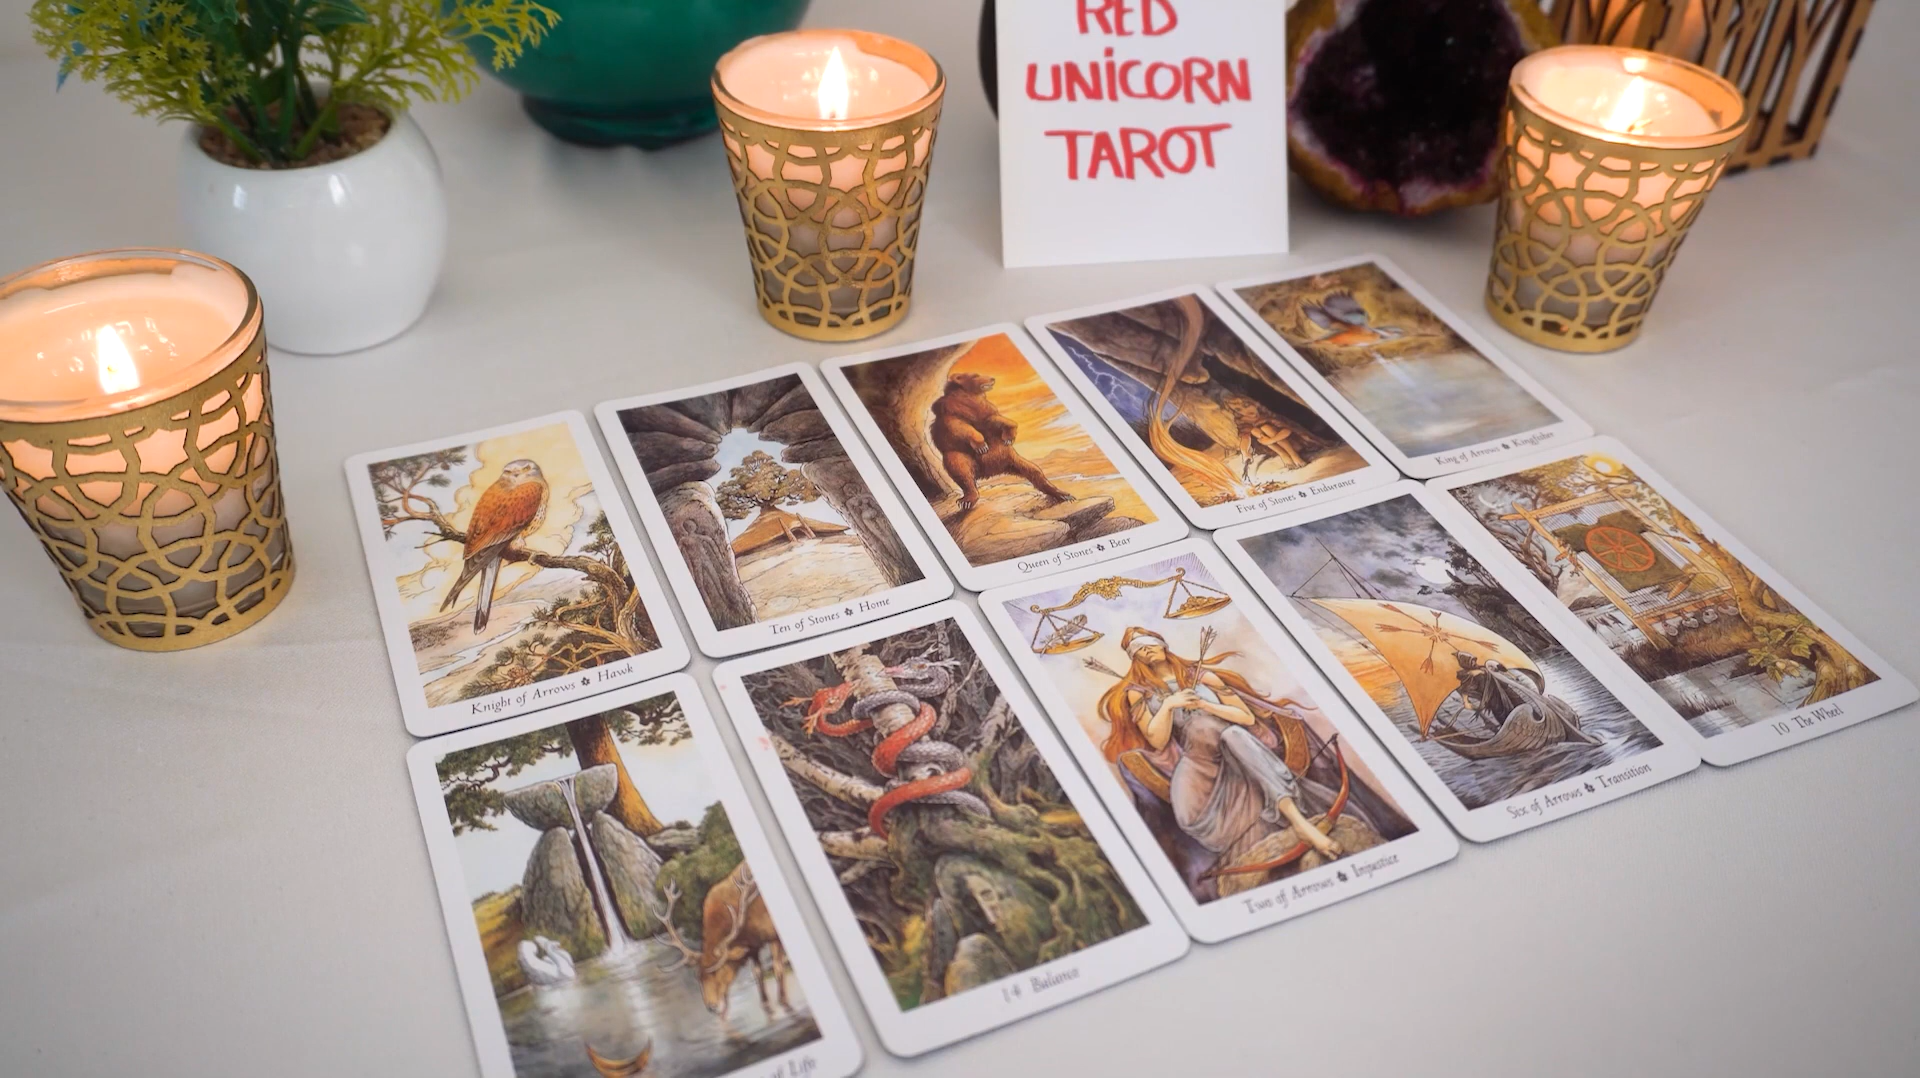 RED
UNiCORN
TAROT
King of Arrows Kingfisher
Five of Stones Endurance
Queen of Stones Bear
Ten of Stones Home
Knight of Arrows Hawk
10 The Wheel
Six of Arrows Transition
Two of Arrows Injustice
14 Balance
of Life